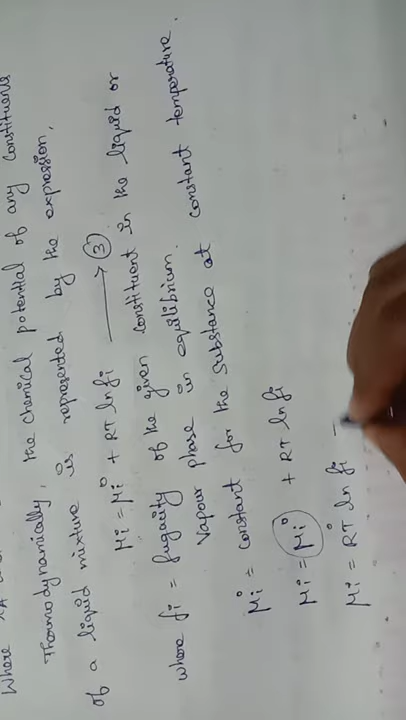 Where
Thermodynamically, the chemical potential of any constituens
of a liquid mixture is represented by the expression,
μi = μi° + RT ln fi → ③
where fi = fugacity of the given constituent in the liquid or
Vapour phase in equilibrium.
μi° = constant for the Substance at constant temperature.
μi = μi° + RT ln fi
μi = RT ln fi –